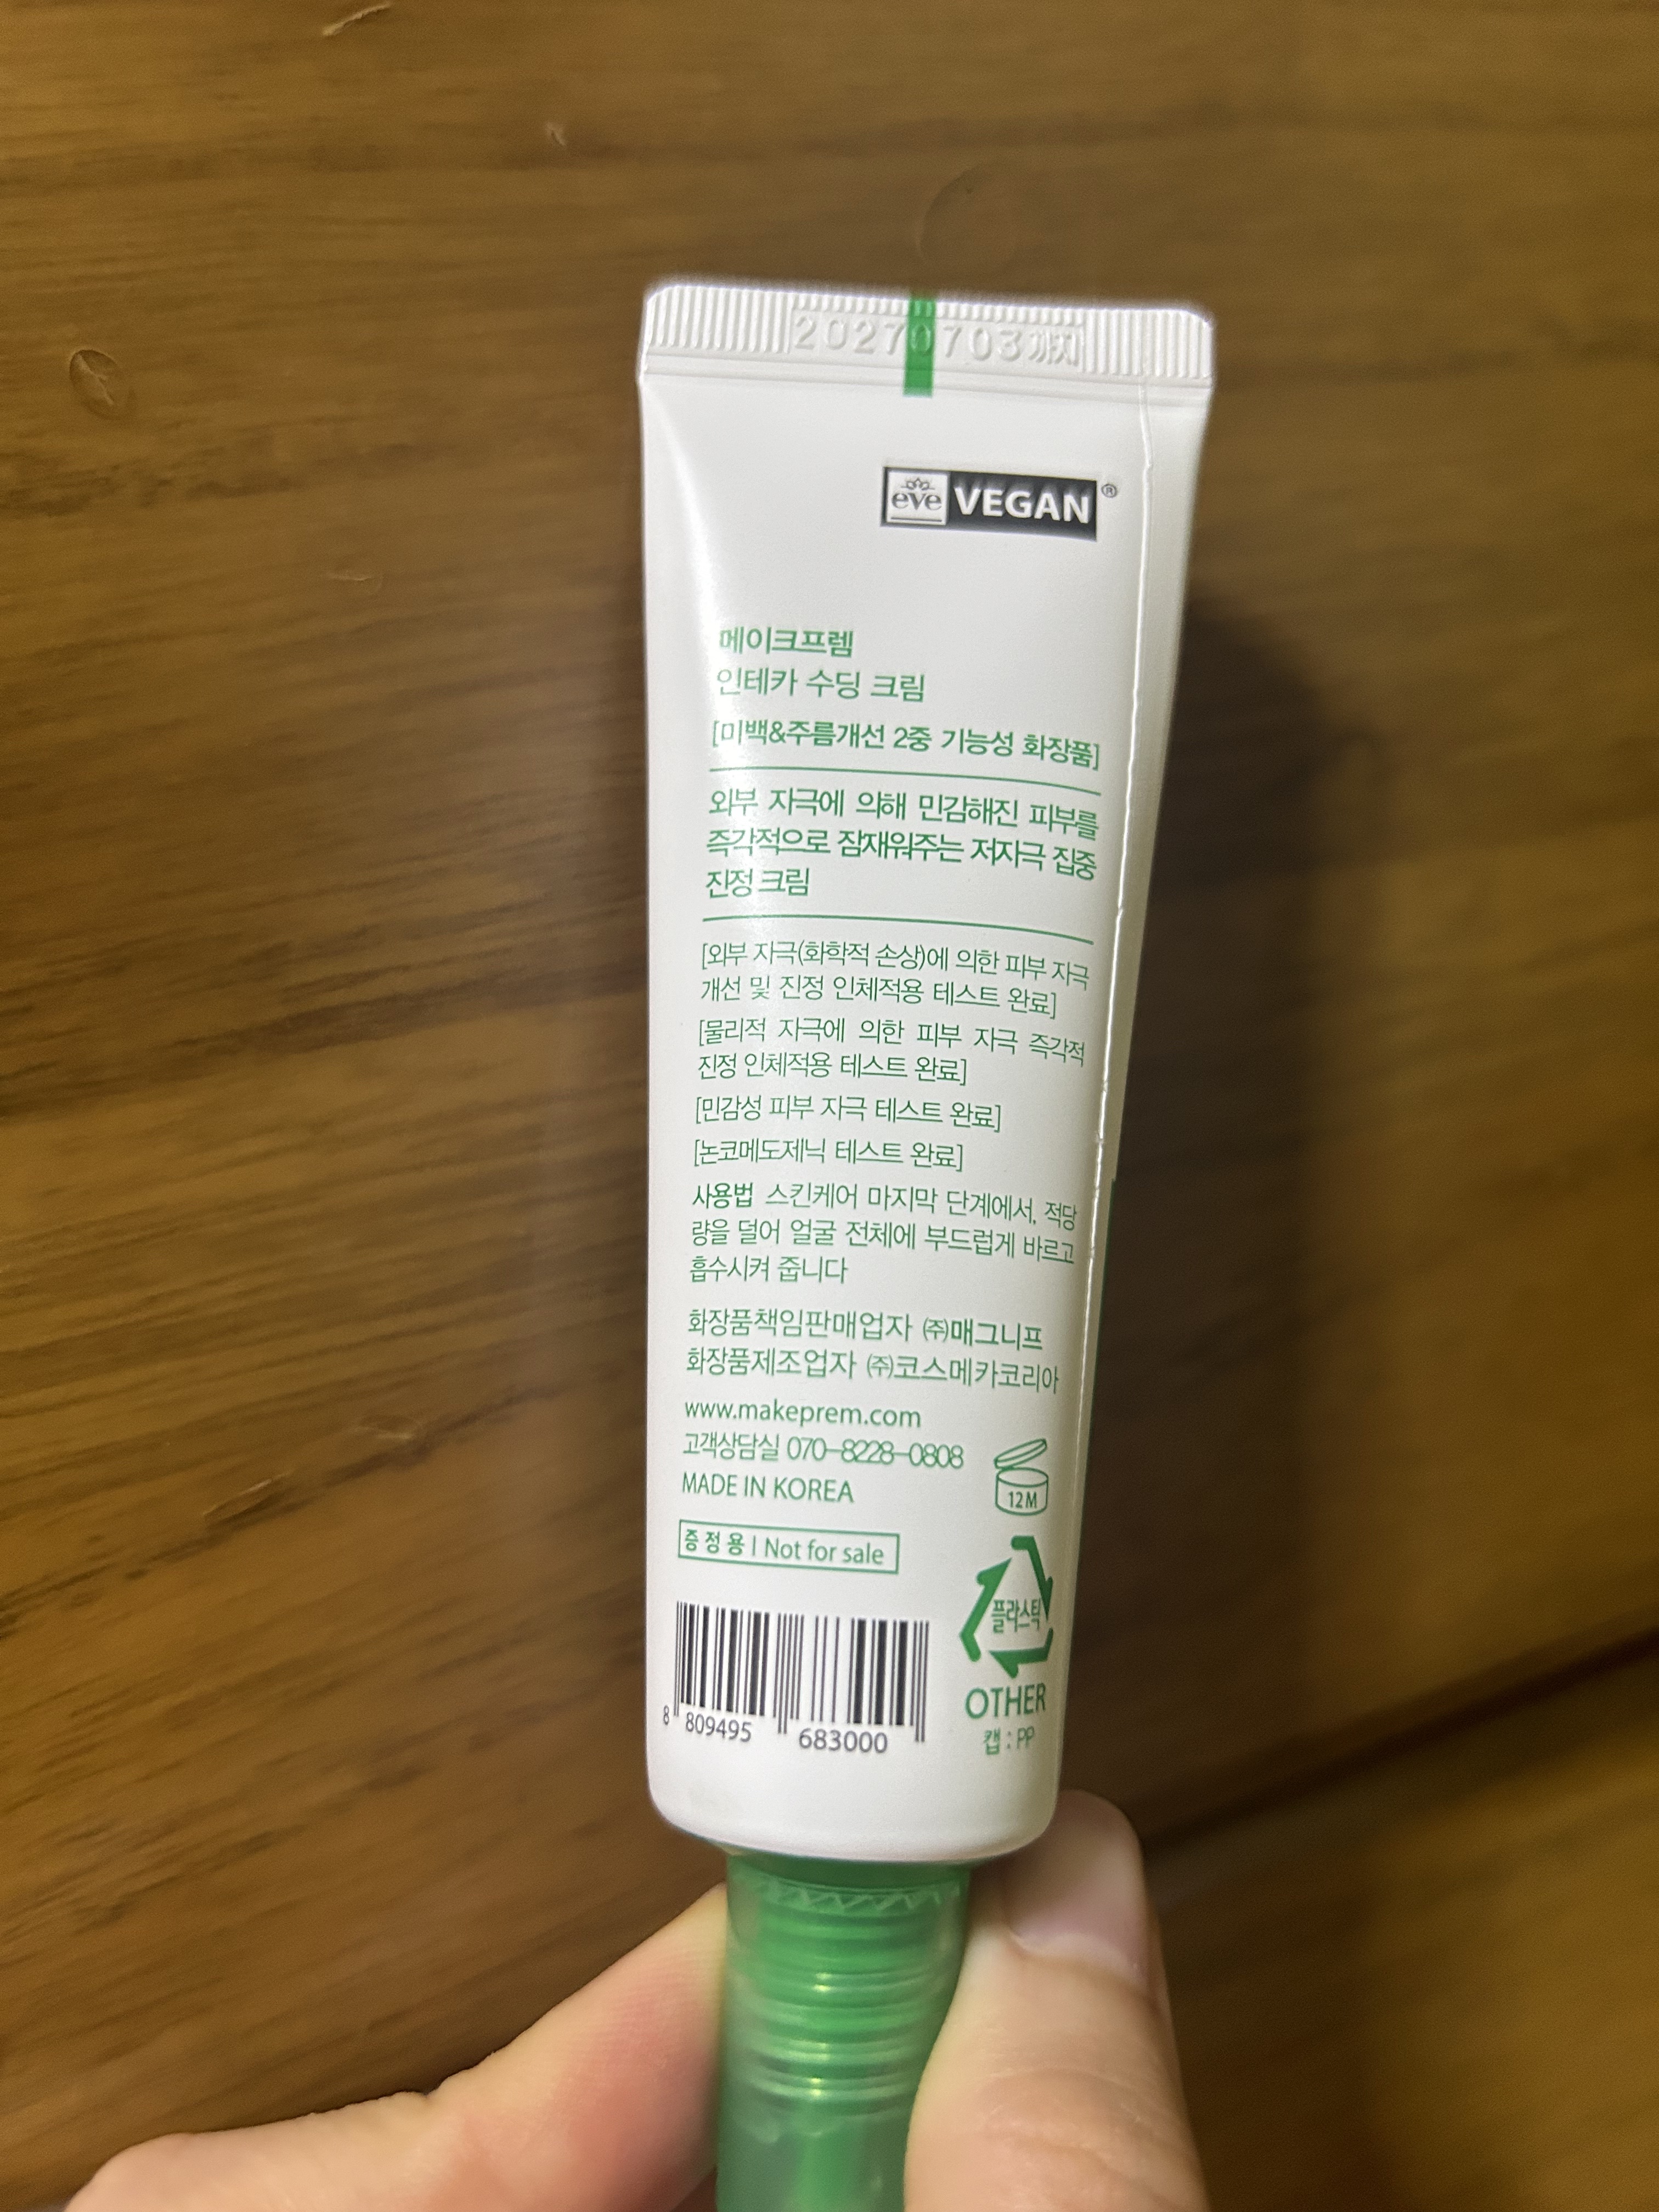 20270703까지
eve VEGAN®
메이크프렘
인테카 수딩 크림
[미백&주름개선 2중 기능성 화장품]
외부 자극에 의해 민감해진 피부를
즉각적으로 잠재워주는 저자극 집중
진정 크림
[외부 자극(화학적 손상)에 의한 피부 자극
개선 및 진정 인체적용 테스트 완료]
[물리적 자극에 의한 피부 자극 즉각적
진정 인체적용 테스트 완료]
[민감성 피부 자극 테스트 완료]
[논코메도제닉 테스트 완료]
사용법 스킨케어 마지막 단계에서, 적당
량을 덜어 얼굴 전체에 부드럽게 바르고
흡수시켜 줍니다
화장품책임판매업자 ㈜매그니프
화장품제조업자 ㈜코스메카코리아
www.makeprem.com
고객상담실 070-8228-0808
MADE IN KOREA
12M
증정용 | Not for sale
플라스틱
OTHER
캡 : PP
8 809495 683000